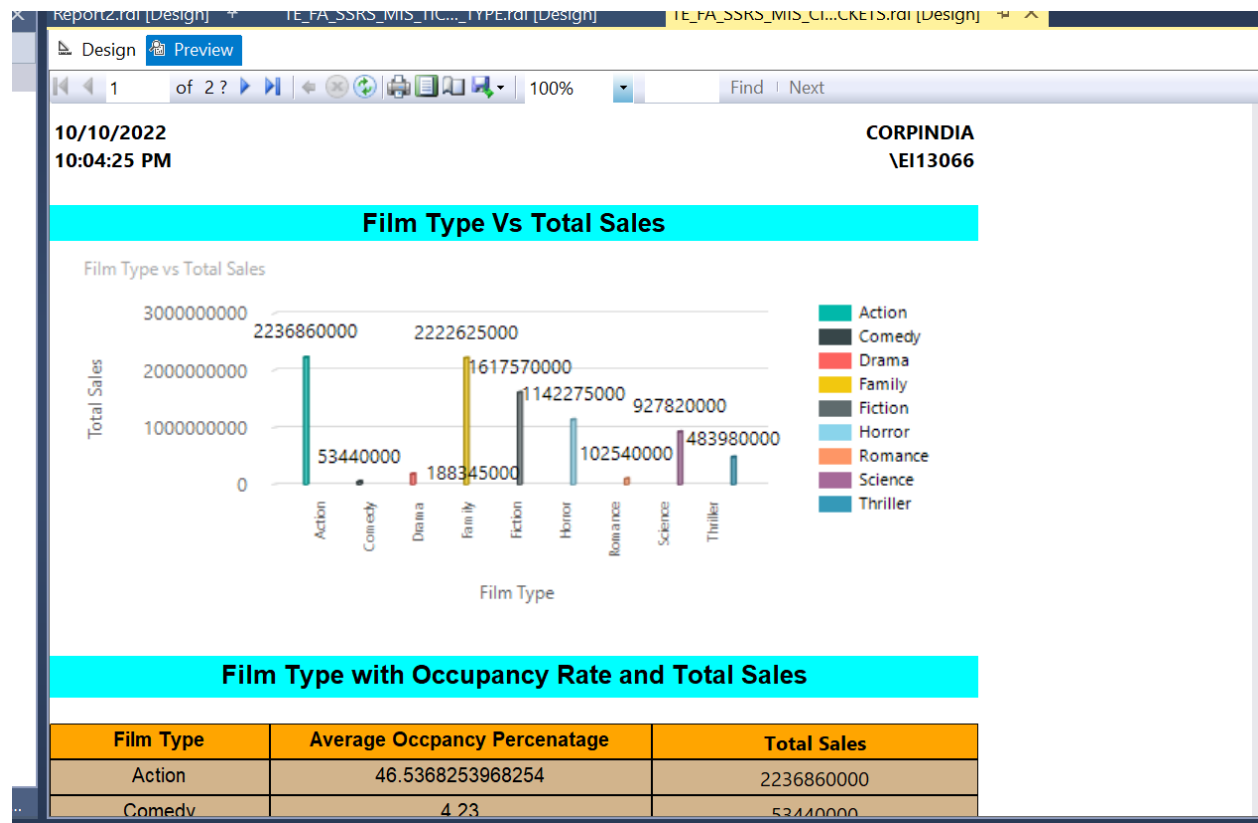 Report2.rdl [Design]
TE_FA_SSRS_MIS_TIC..._TYPE.rdl [Design]
TE_FA_SSRS_MIS_CI...CKETS.rdl [Design]
Design
Preview
1 of 2 ? 100% Find Next
10/10/2022
10:04:25 PM
CORPINDIA
\EI13066
Film Type Vs Total Sales
Film Type vs Total Sales
3000000000
2000000000
1000000000
0
Total Sales
2236860000
53440000
188345000
2222625000
1617570000
1142275000
102540000
927820000
483980000
Action
Comedy
Drama
Family
Fiction
Horror
Romance
Science
Thriller
Film Type
Action
Comedy
Drama
Family
Fiction
Horror
Romance
Science
Thriller
Film Type with Occupancy Rate and Total Sales
Film Type Average Occpancy Percenatage Total Sales
Action 46.5368253968254 2236860000
Comedy 4.23 53440000
...